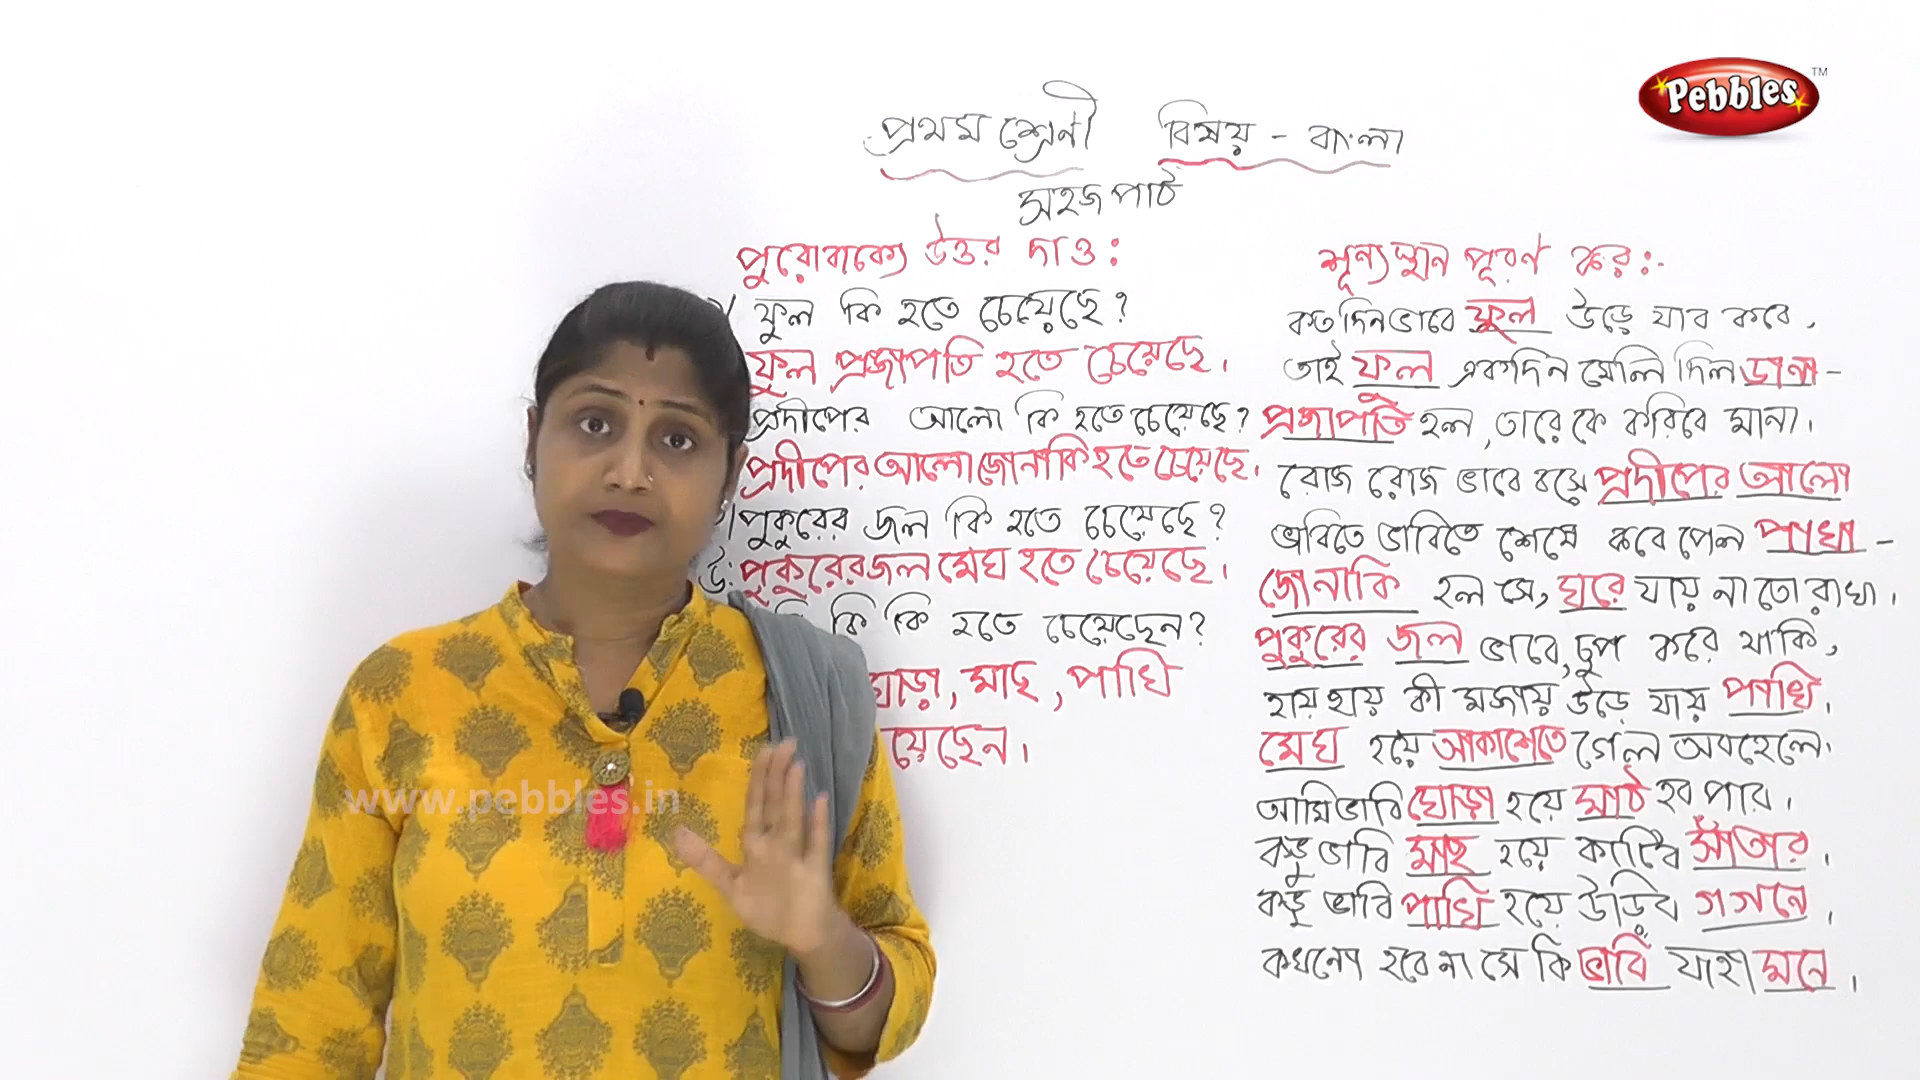 Pebbles TM
প্রথম শ্রেণী বিষয় - বাংলা
সহজ পাঠ
পুরোবাক্যে উত্তর দাও :
ফুল কি হতে চেয়েছে ?
ফুল প্রজাপতি হতে চেয়েছে ।
প্রদীপের আলো কি হতে চেয়েছে ?
প্রদীপের আলো জোনাকি হতে চেয়েছে ।
পুকুরের জল কি হতে চেয়েছে ?
উ: পুকুরের জল মেঘ হতে চেয়েছে ।
কি কি হতে চেয়েছেন ?
ঘোড়া, মাছ, পাখি
য়েছেন ।
শূন্যস্থান পূরণ কর :-
কত দিন ভাবে ফুল উড়ে যাব কবে,
তাই ফুল একদিন মেলি দিল ডানা -
প্রজাপতি হল, তারে কে করিবে মানা ।
রোজ রোজ ভাবে বসে প্রদীপের আলো
ভাবিতে ভাবিতে শেষে কবে পেল পাখা -
জোনাকি হল সে, ঘরে যায় না তো রাখা ।
পুকুরের জল ভাবে, চুপ করে থাকি,
হায় হায় কী মজায় উড়ে যায় পাখি ।
মেঘ হয়ে আকাশেতে গেল অবহেলে ।
আমি ভাবি ঘোড়া হয়ে মাঠ হব পার ।
কভু ভাবি মাছ হয়ে কাটিব সাঁতার ।
কভু ভাবি পাখি হয়ে উড়িব গগনে ।
কখনো হবে না সে কি ভাবি যাহা মনে ।
www.pebbles.in